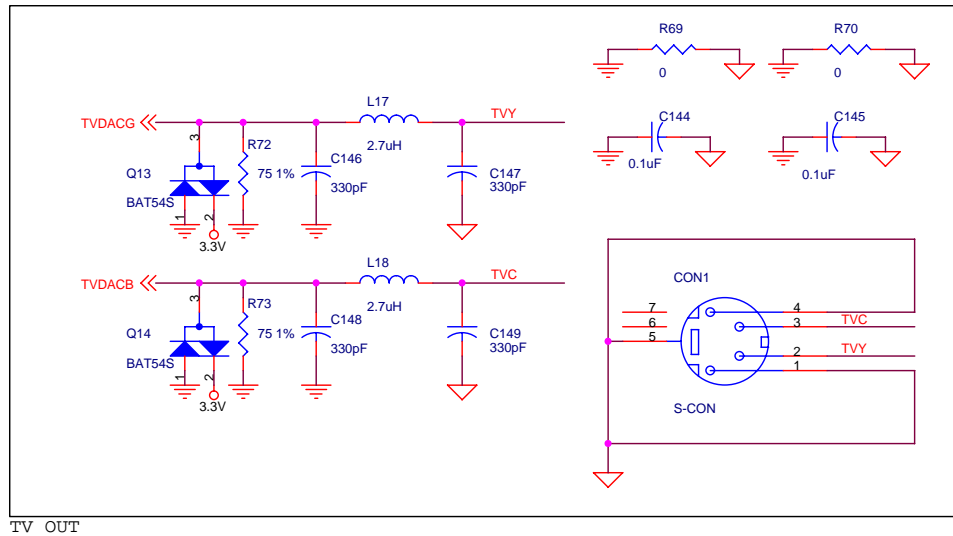 R69
0
R70
0
C144
0.1uF
C145
0.1uF
TVDACG
L17
2.7uH
TVY
3
R72
75 1%
C146
330pF
C147
330pF
Q13
BAT54S
1
2
3.3V
TVDACB
L18
2.7uH
TVC
3
R73
75 1%
C148
330pF
C149
330pF
Q14
BAT54S
1
2
3.3V
CON1
7
6
5
4
3
TVC
2
TVY
1
S-CON
TV OUT